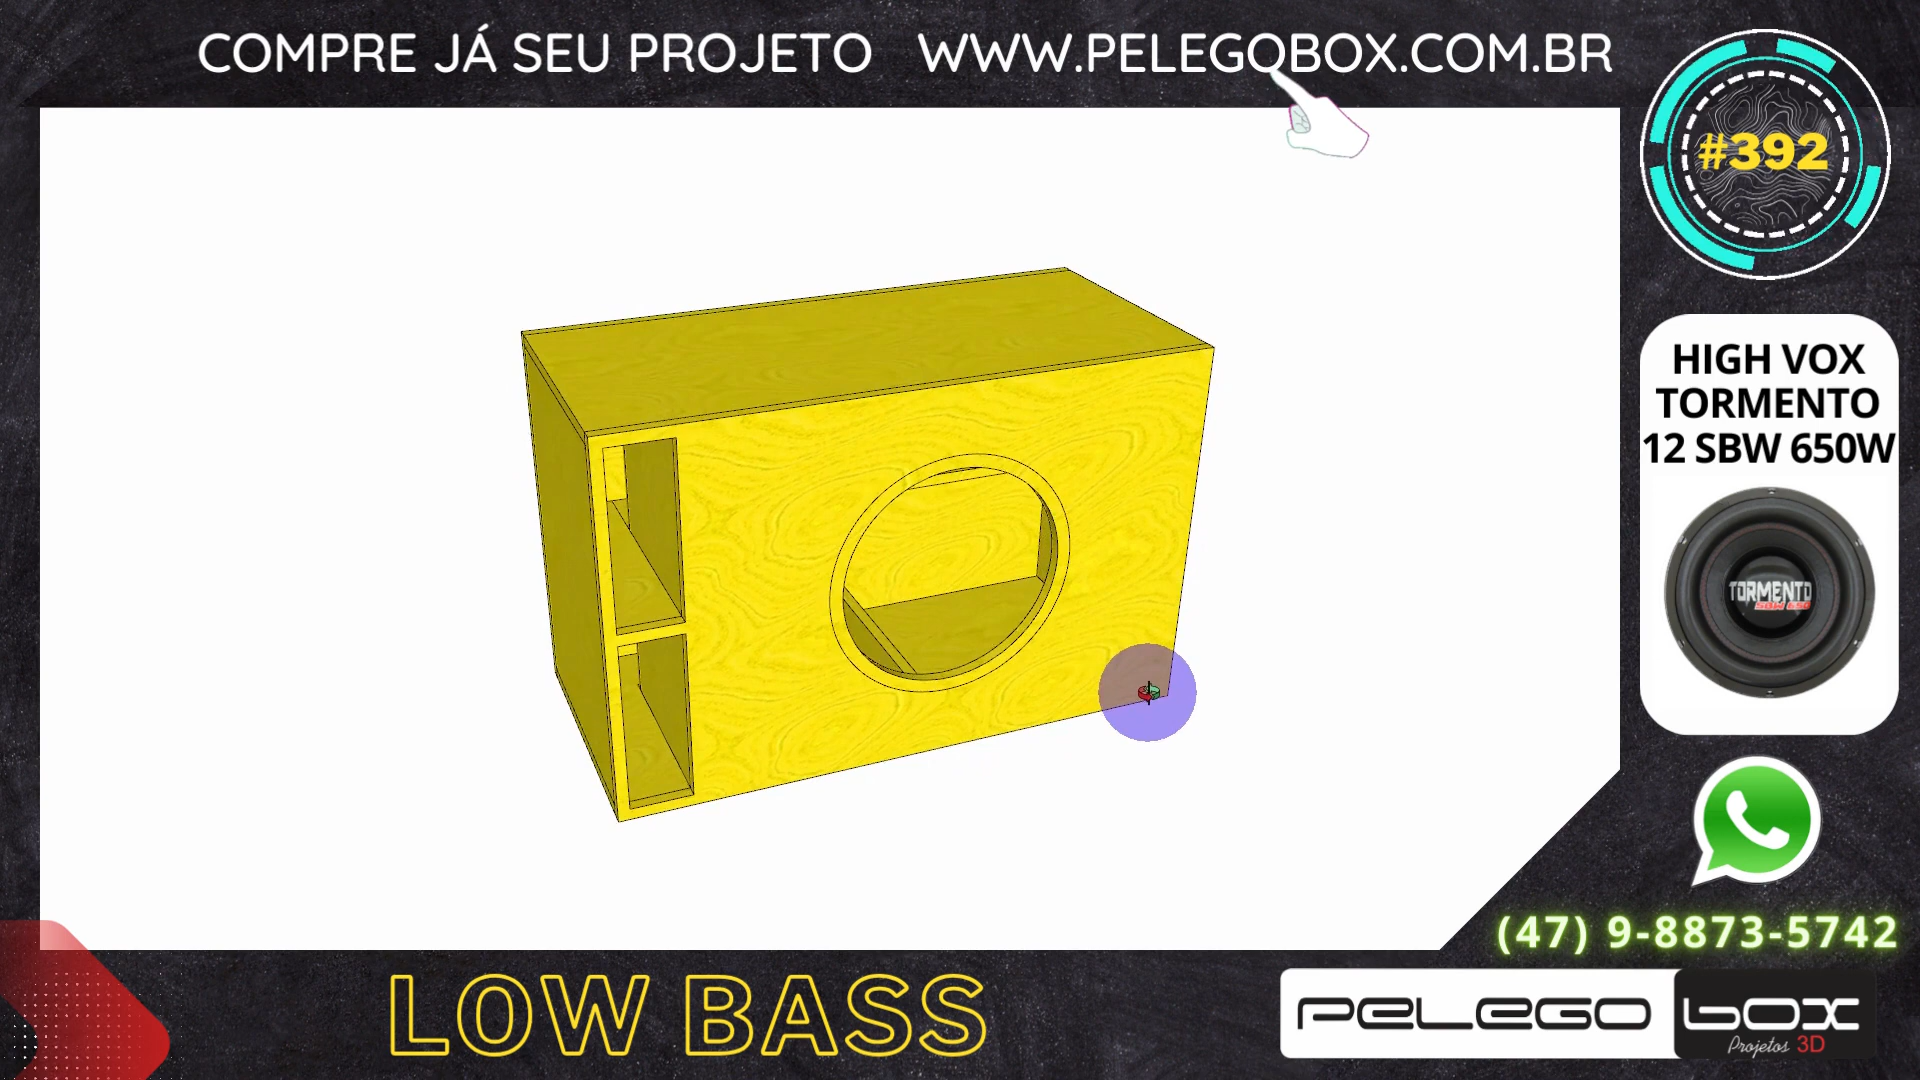 COMPRE JÁ SEU PROJETO WWW.PELEGOBOX.COM.BR
#392
HIGH VOX
TORMENTO
12 SBW 650W
TORMENTO
(47) 9-8873-5742
LOW BASS
PELEGO BOX
Projetos 3D